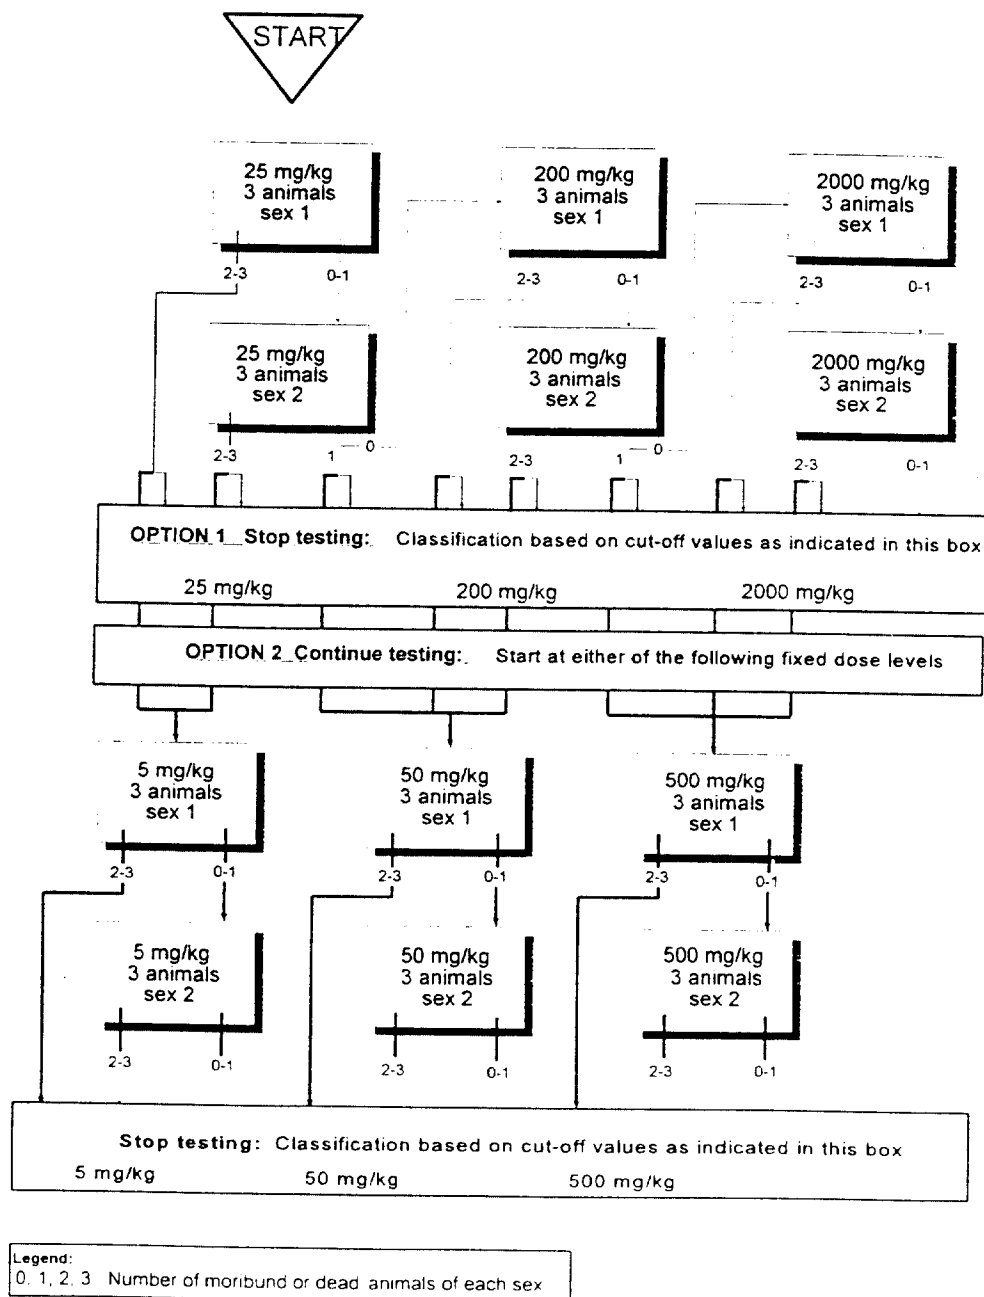 START
25 mg/kg
3 animals
sex 1
2-3
0-1
200 mg/kg
3 animals
sex 1
2-3
0-1
2000 mg/kg
3 animals
sex 1
2-3
0-1
25 mg/kg
3 animals
sex 2
2-3
1
0
200 mg/kg
3 animals
sex 2
2-3
1
0
2000 mg/kg
3 animals
sex 2
2-3
0-1
OPTION 1 Stop testing: Classification based on cut-off values as indicated in this box
25 mg/kg
200 mg/kg
2000 mg/kg
OPTION 2 Continue testing: Start at either of the following fixed dose levels
5 mg/kg
3 animals
sex 1
2-3
0-1
50 mg/kg
3 animals
sex 1
2-3
0-1
500 mg/kg
3 animals
sex 1
2-3
0-1
5 mg/kg
3 animals
sex 2
2-3
0-1
50 mg/kg
3 animals
sex 2
2-3
0-1
500 mg/kg
3 animals
sex 2
2-3
0-1
Stop testing: Classification based on cut-off values as indicated in this box
5 mg/kg
50 mg/kg
500 mg/kg
Legend:
0, 1, 2, 3 Number of moribund or dead animals of each sex